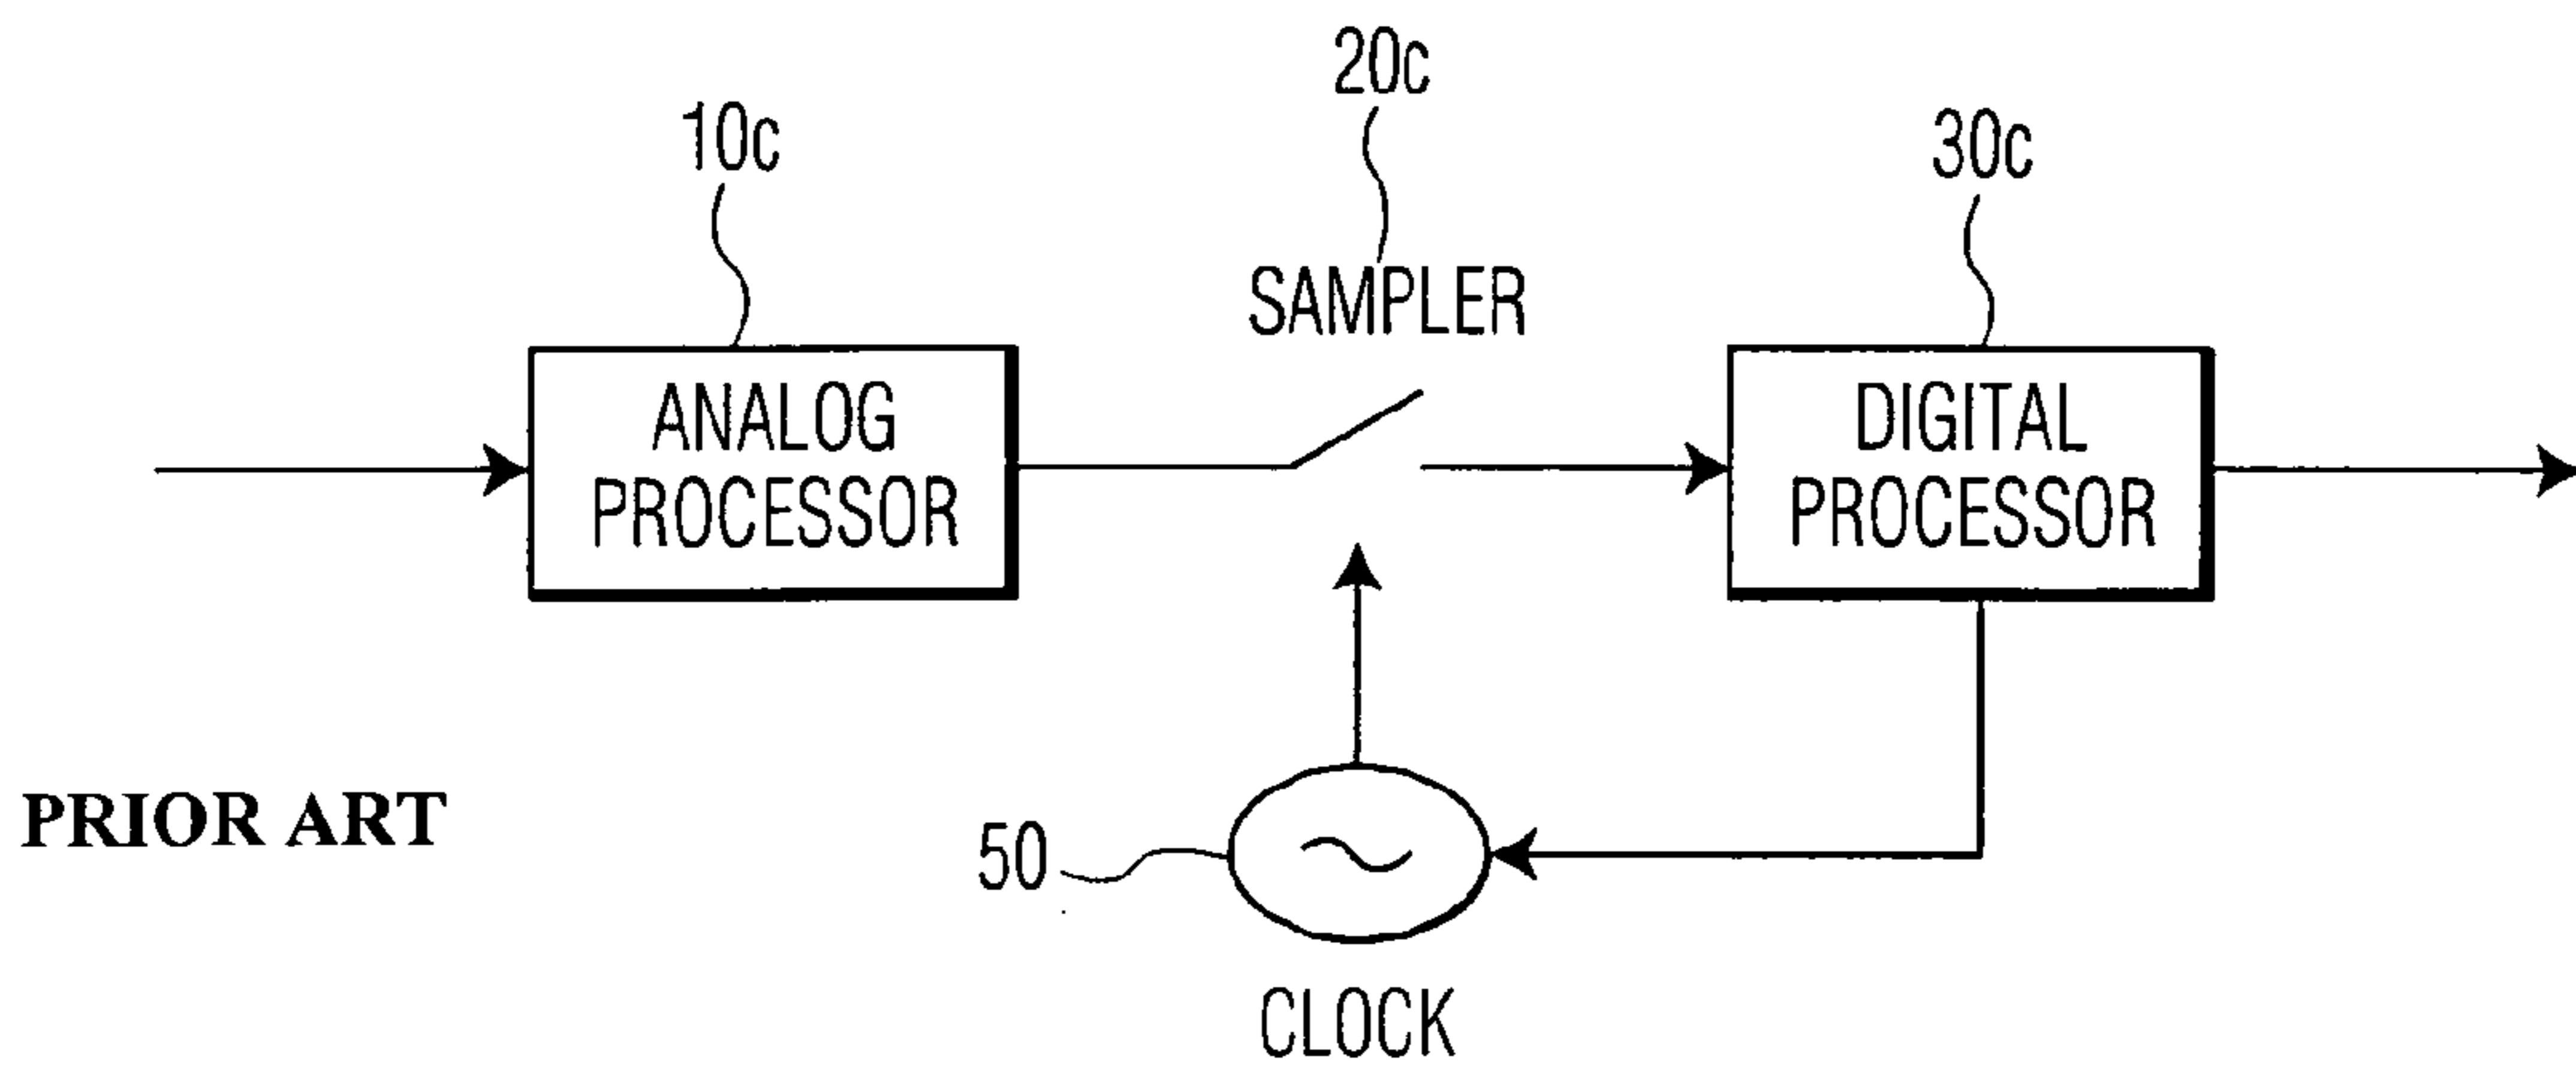 20c
10c
30c
SAMPLER
ANALOG
PROCESSOR
DIGITAL
PROCESSOR
PRIOR ART
50
CLOCK